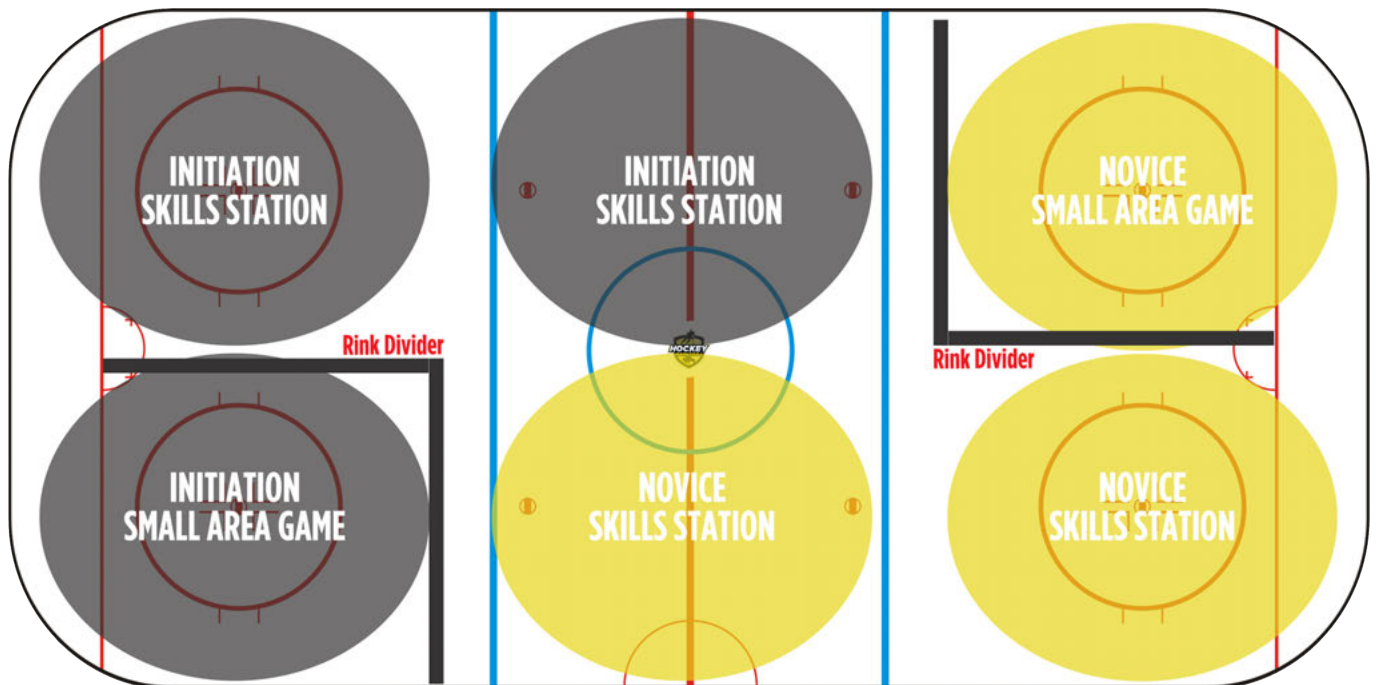 INITIATION
SKILLS STATION
INITIATION
SKILLS STATION
NOVICE
SMALL AREA GAME
Rink Divider
HOCKEY
Rink Divider
INITIATION
SMALL AREA GAME
NOVICE
SKILLS STATION
NOVICE
SKILLS STATION